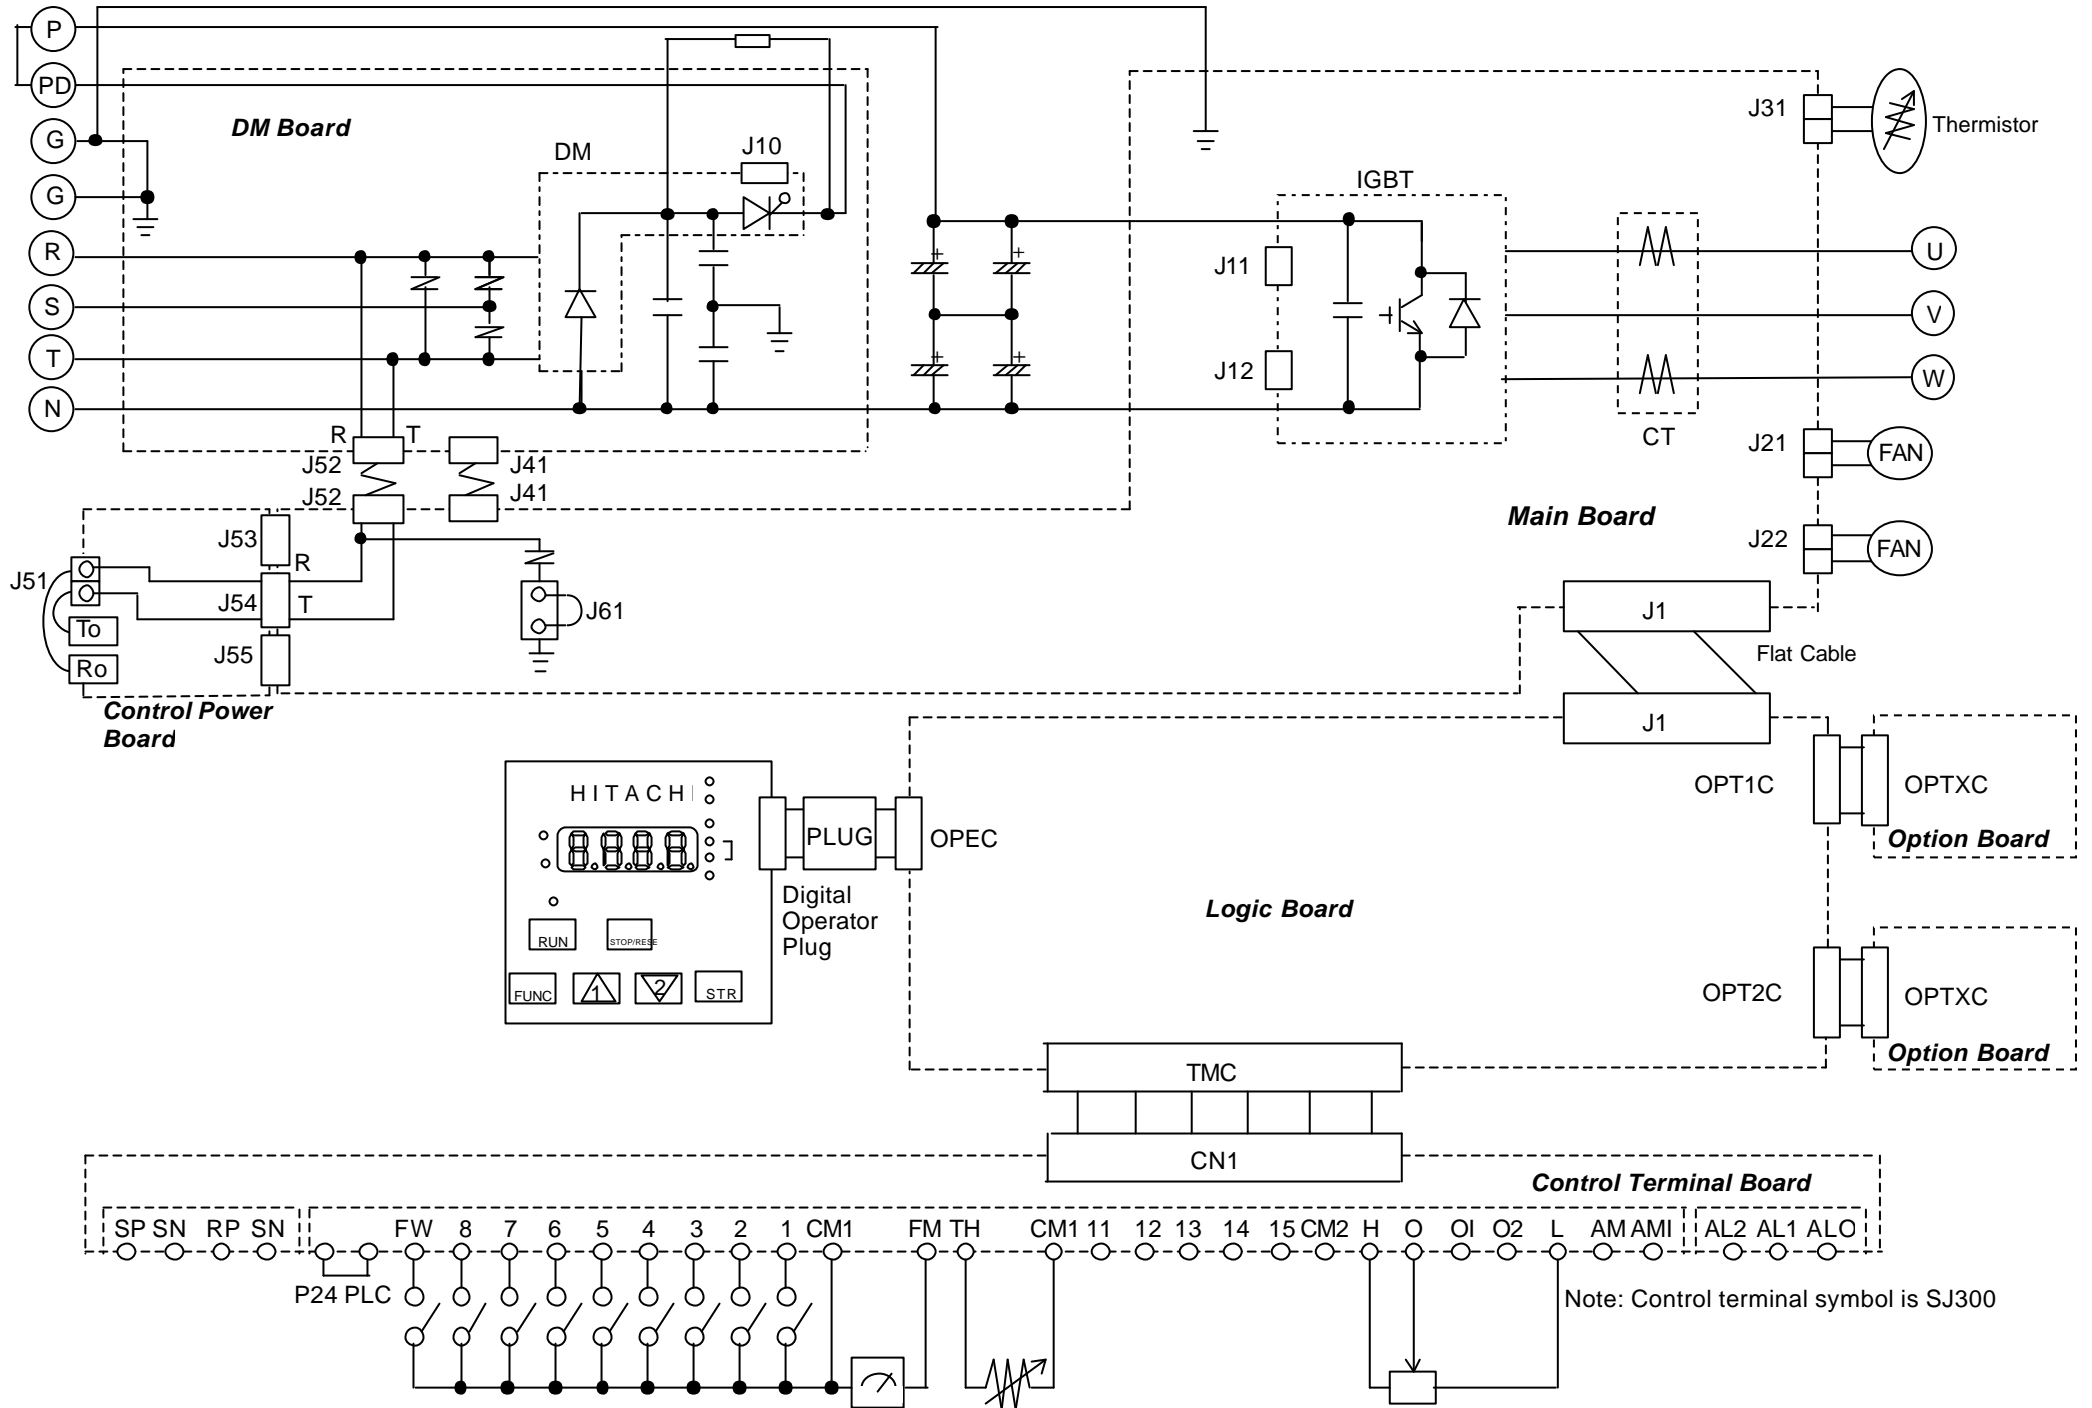 P
PD
G
G
R
S
T
N
DM Board
DM
J10
J31
Thermistor
IGBT
J11
J12
U
V
W
CT
J21
FAN
J22
FAN
Main Board
R
T
J52
J41
J52
J41
J53
R
J51
J54
T
To
J55
Ro
J61
Control Power
Board
J1
Flat Cable
J1
HITACHI
PLUG
OPEC
Digital
Operator
Plug
RUN
STOP/RESE
FUNC
1
2
STR
Logic Board
OPT1C
OPTXC
Option Board
OPT2C
OPTXC
Option Board
TMC
CN1
Control Terminal Board
SP SN RP SN FW 8 7 6 5 4 3 2 1 CM1 FM TH CM1 11 12 13 14 15 CM2 H O OI O2 L AM AMI AL2 AL1 ALO
P24 PLC
Note: Control terminal symbol is SJ300